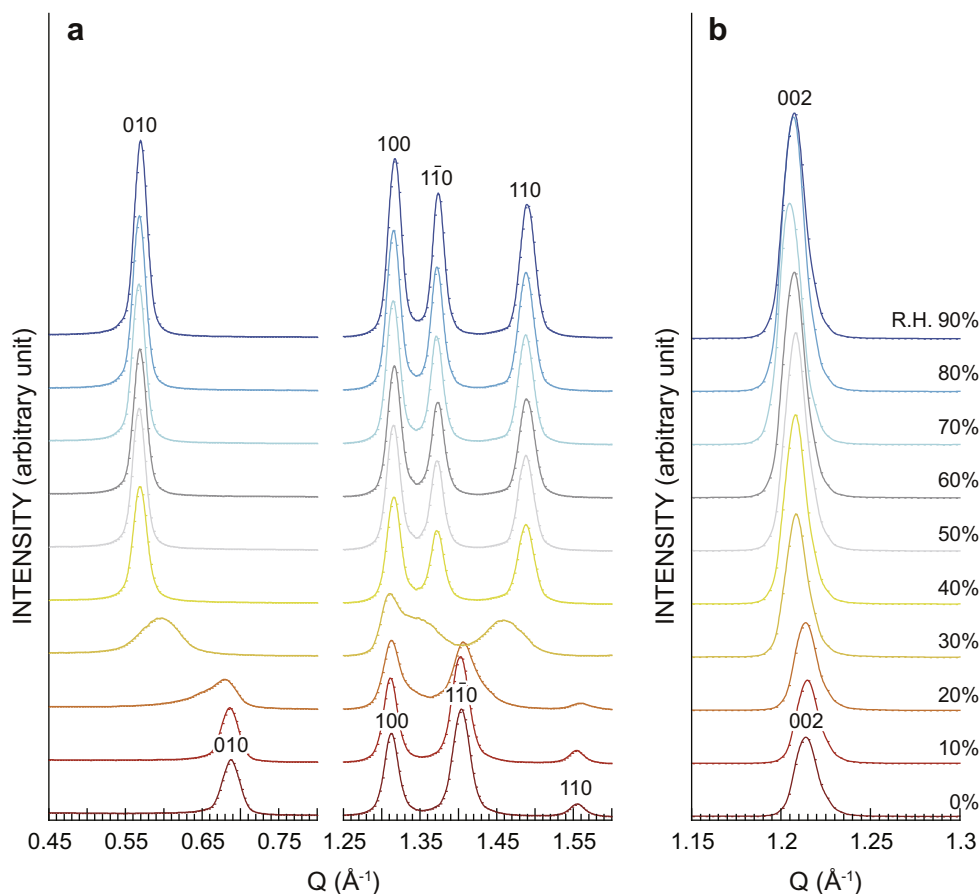 a
b
INTENSITY (arbitrary unit)
010
100
11̄0
110
010
100
11̄0
110
0.45 0.55 0.65 0.75 1.25 1.35 1.45 1.55
Q (Å⁻¹)
INTENSITY (arbitrary unit)
002
R.H. 90%
80%
70%
60%
50%
40%
30%
20%
10%
002
0%
1.15 1.2 1.25 1.3
Q (Å⁻¹)